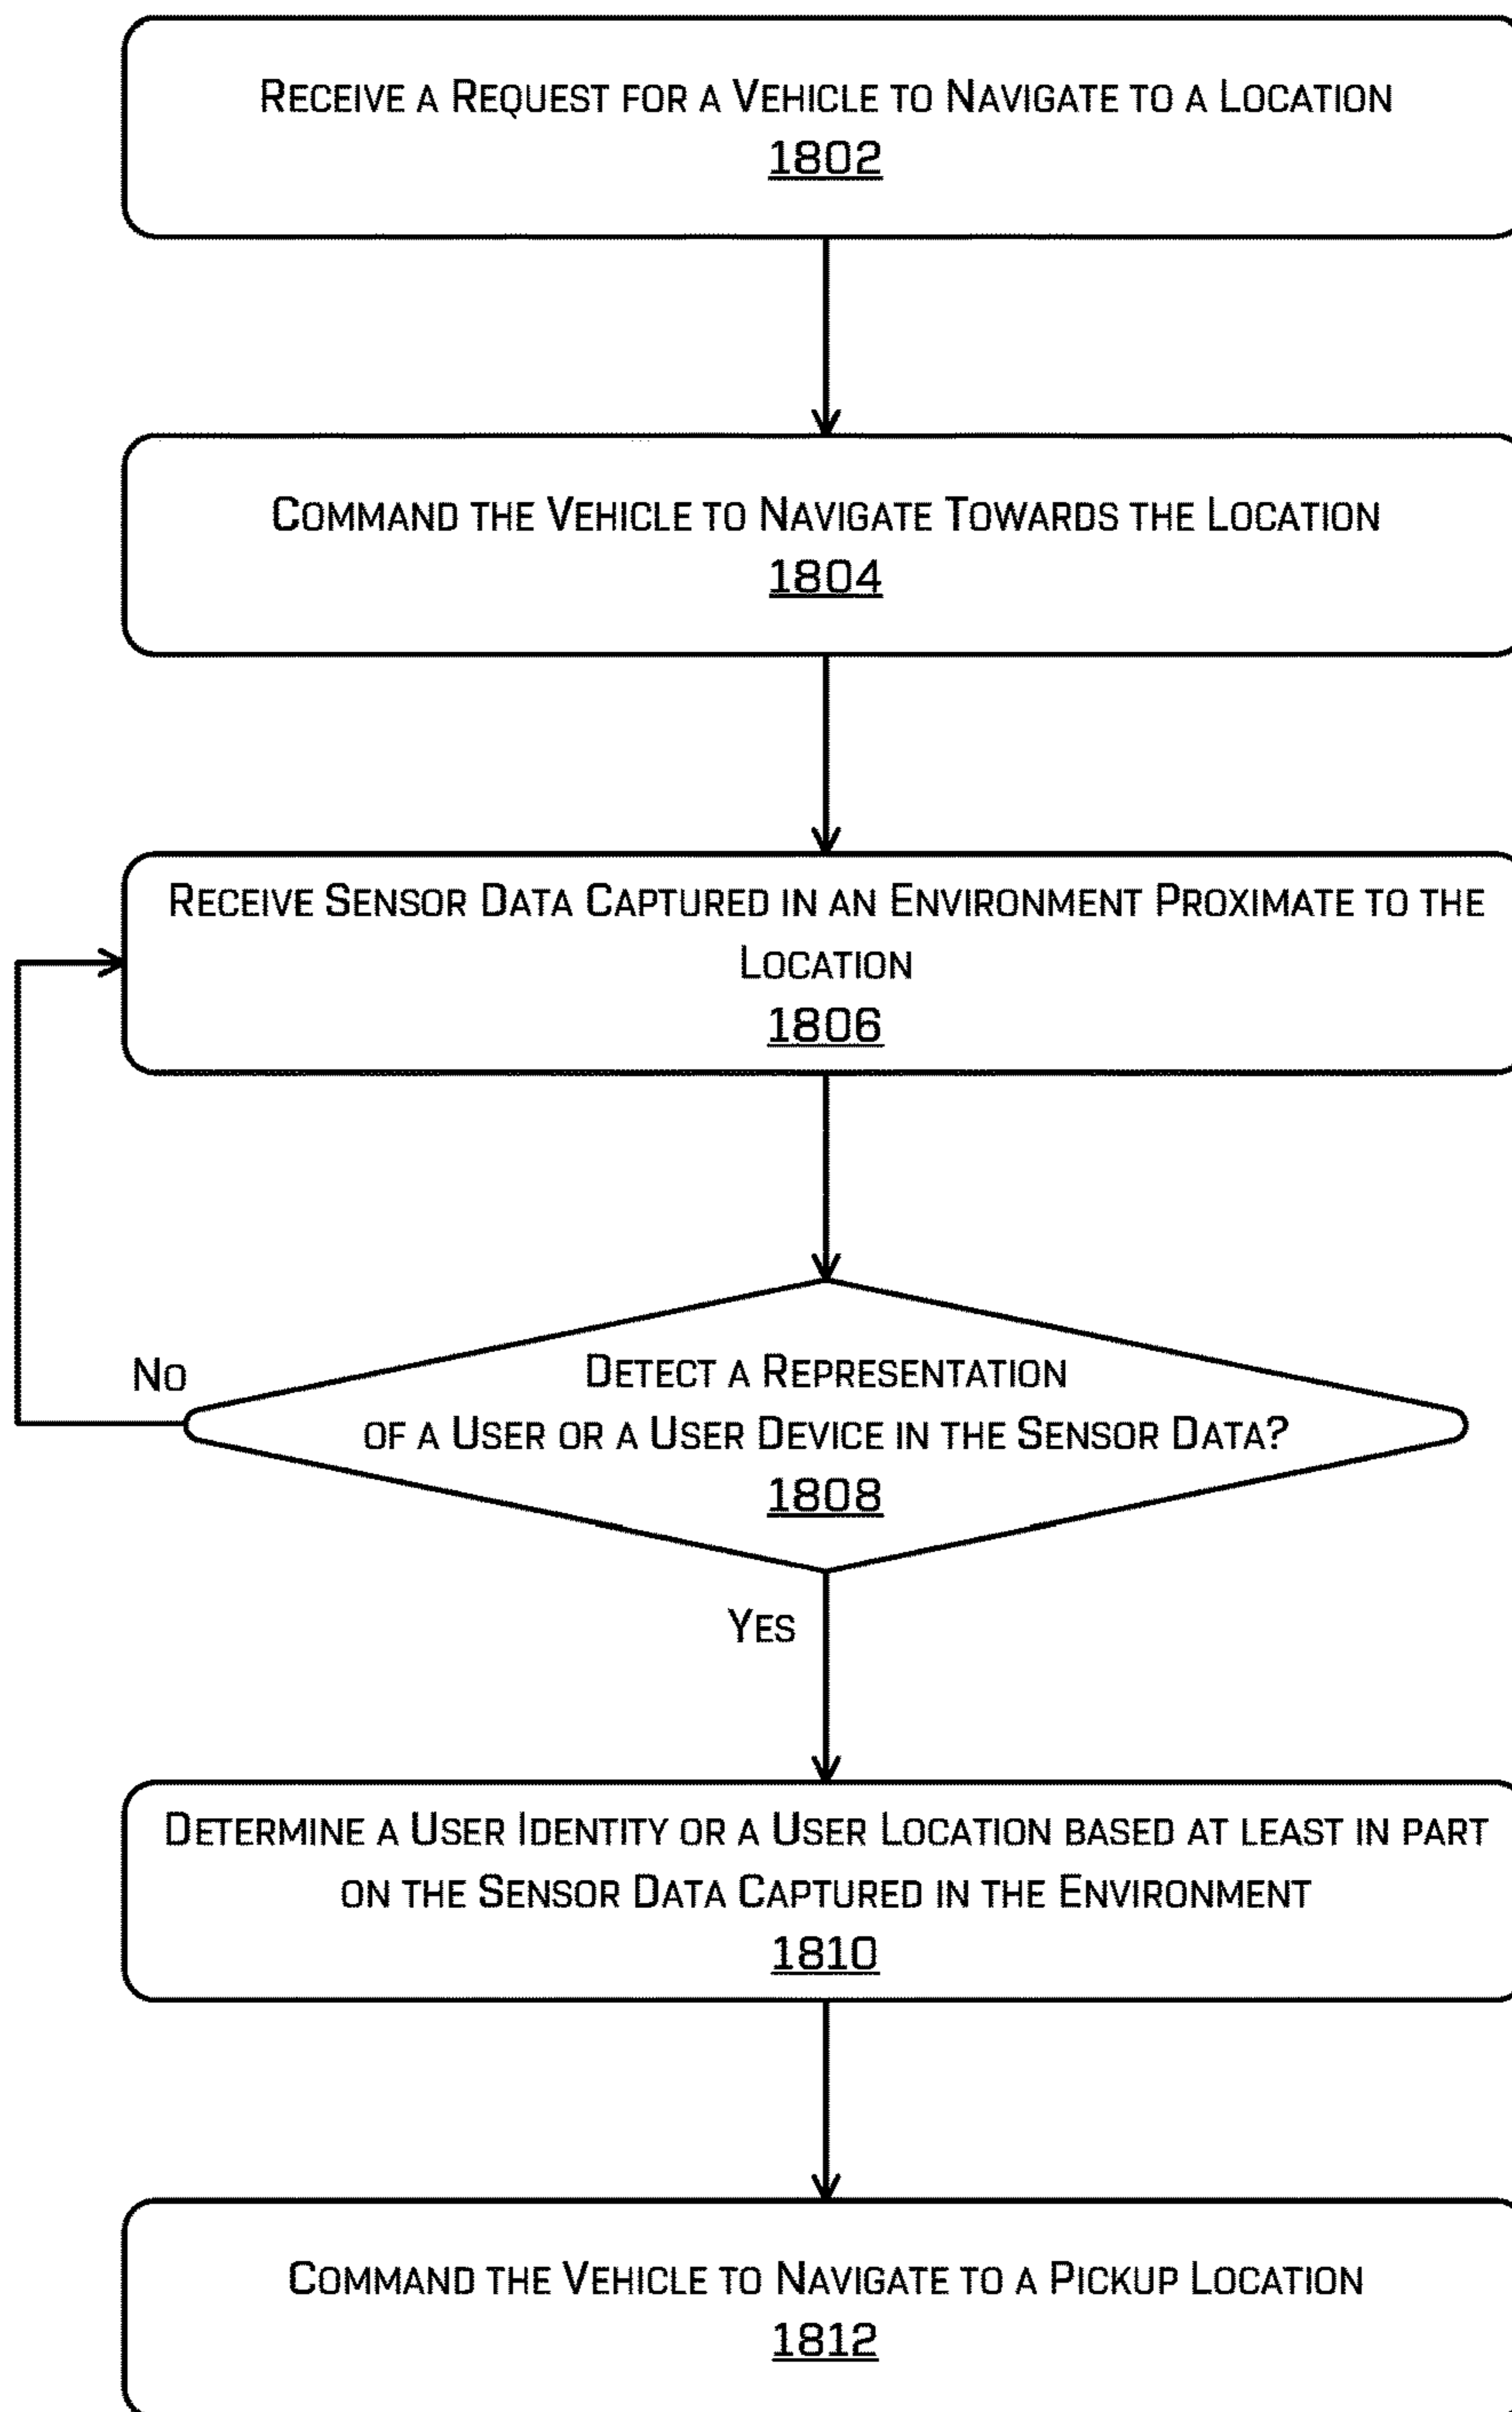 Receive a Request for a Vehicle to Navigate to a Location
1802
Command the Vehicle to Navigate Towards the Location
1804
Receive Sensor Data Captured in an Environment Proximate to the
Location
1806
Detect a Representation
of a User or a User Device in the Sensor Data?
1808
No
Yes
Determine a User Identity or a User Location based at least in part
on the Sensor Data Captured in the Environment
1810
Command the Vehicle to Navigate to a Pickup Location
1812